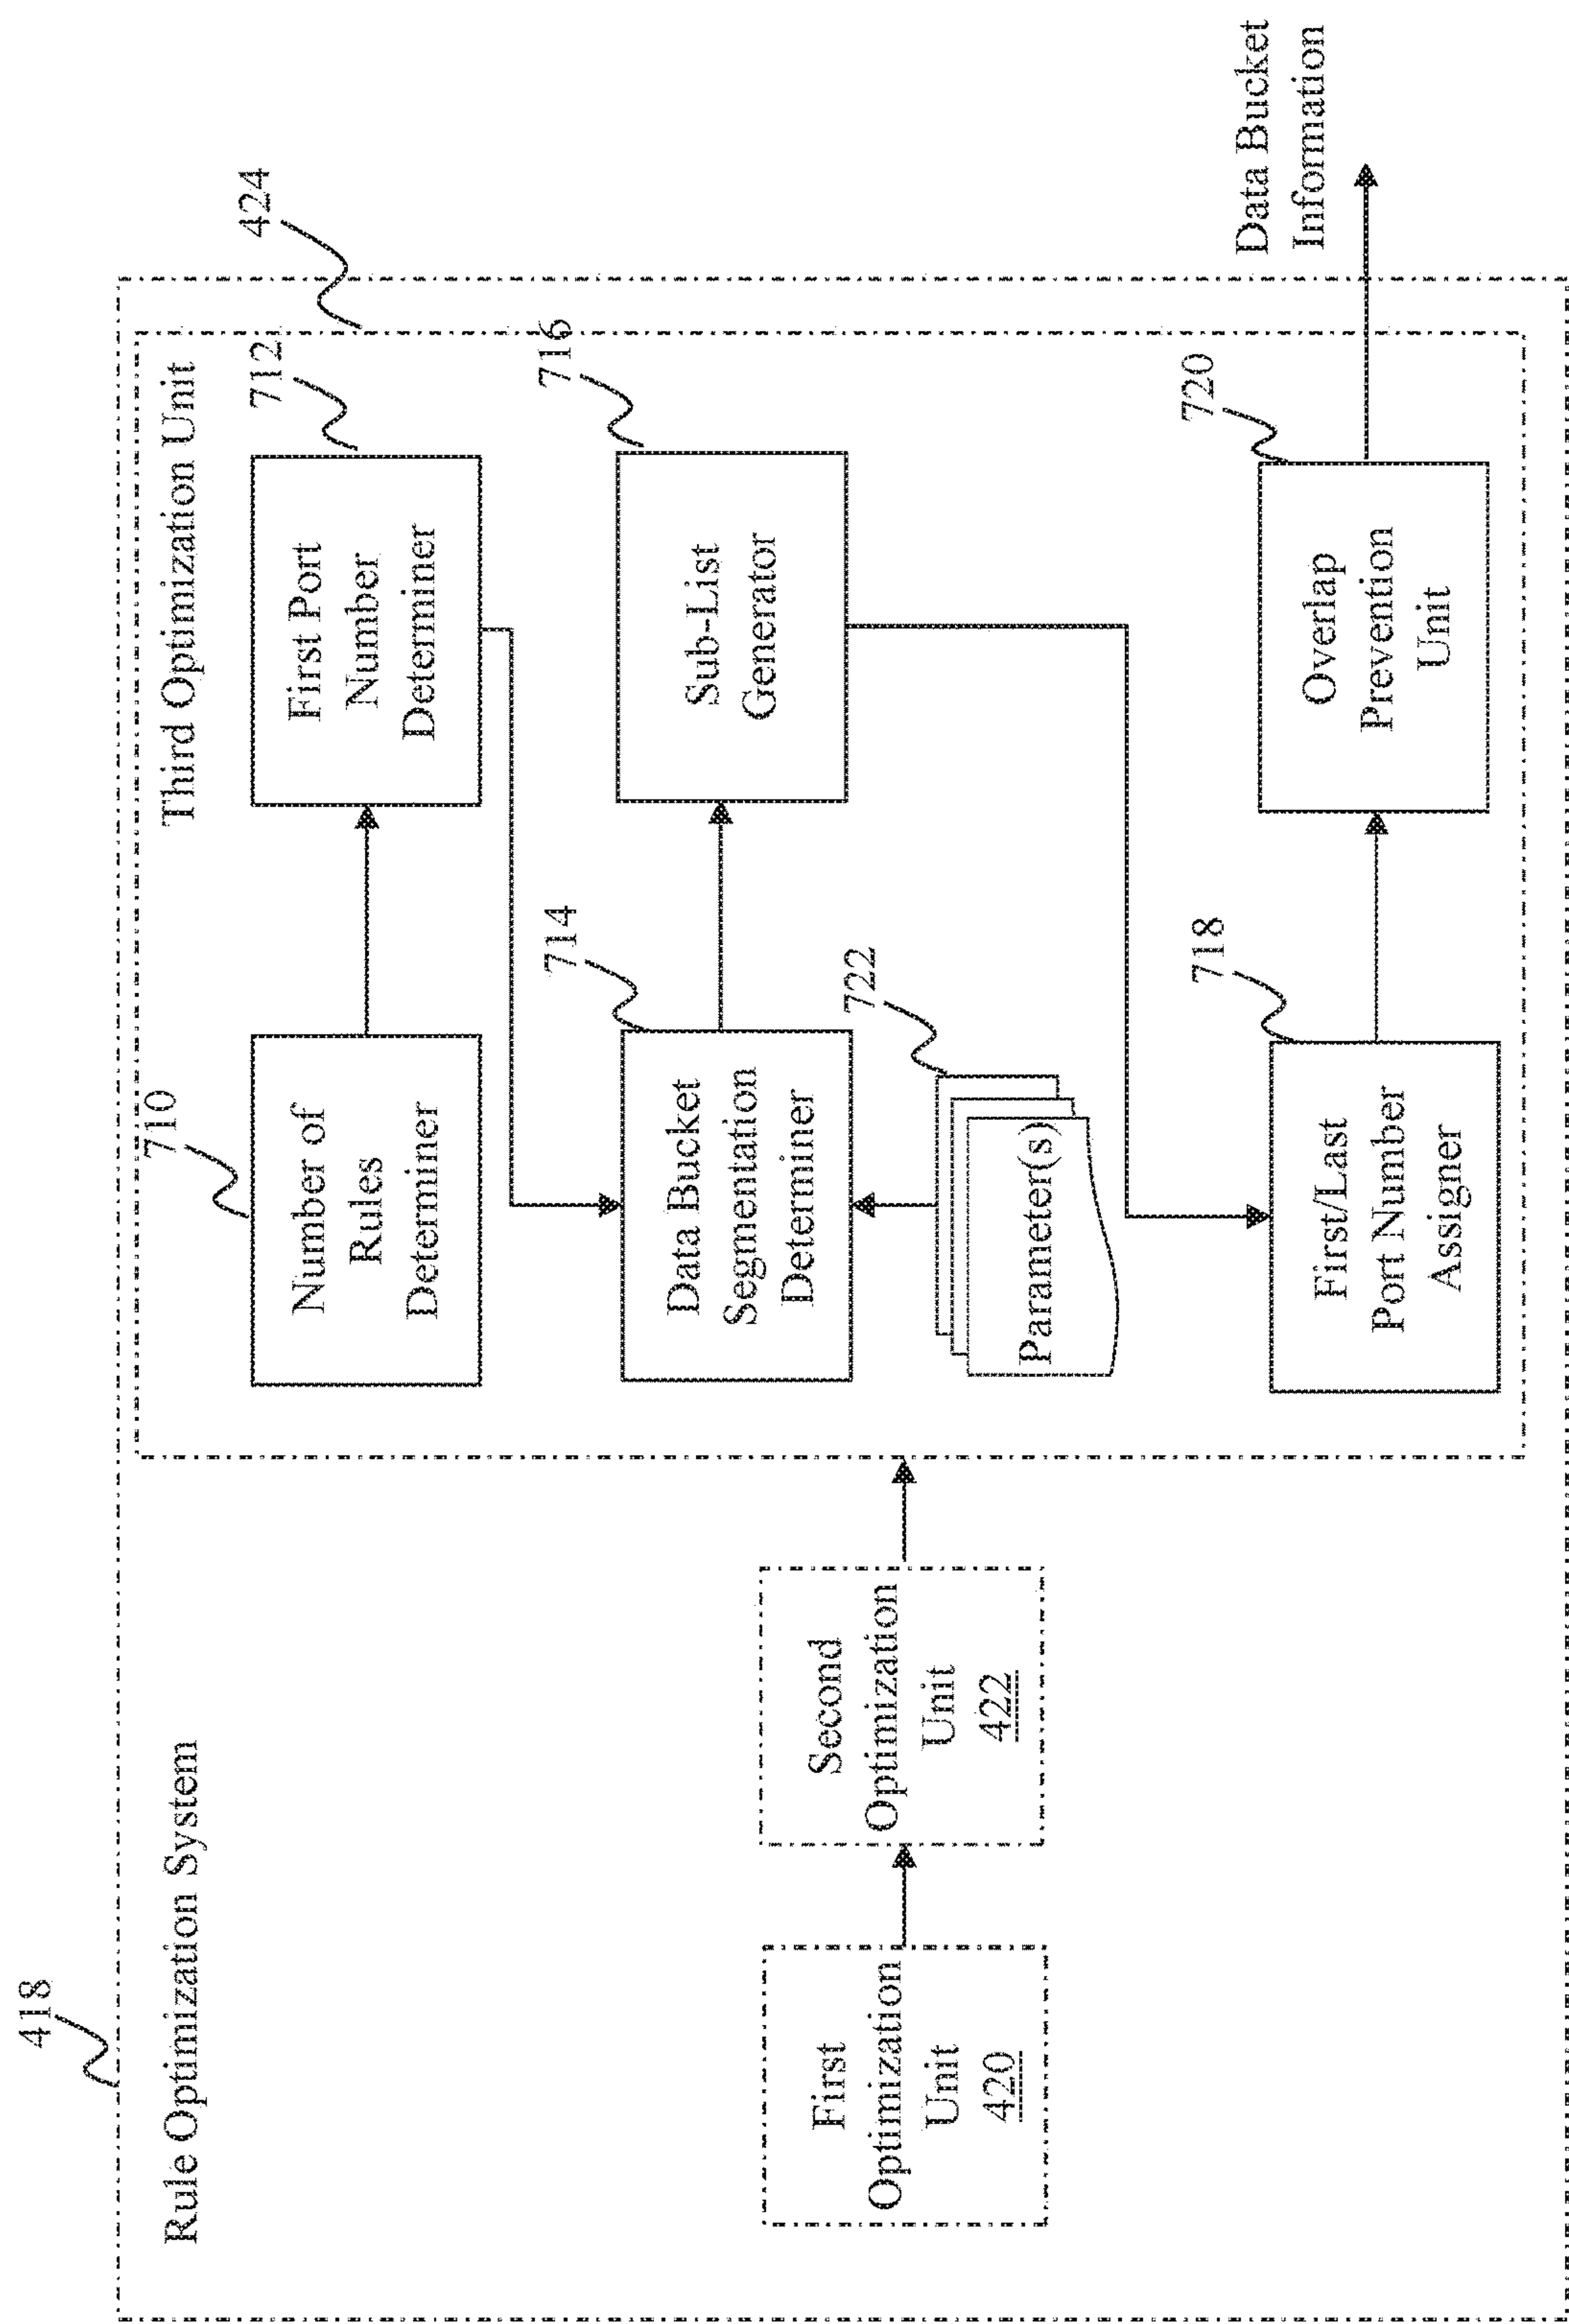 418
Rule Optimization System
424
Third Optimization Unit
710
Number of
Rules
Determiner
712
First Port
Number
Determiner
714
Data Bucket
Segmentation
Determiner
716
Sub-List
Generator
722
Parameter(s)
First
Optimization
Unit
420
Second
Optimization
Unit
422
718
First/Last
Port Number
Assigner
720
Overlap
Prevention
Unit
Data Bucket
Information